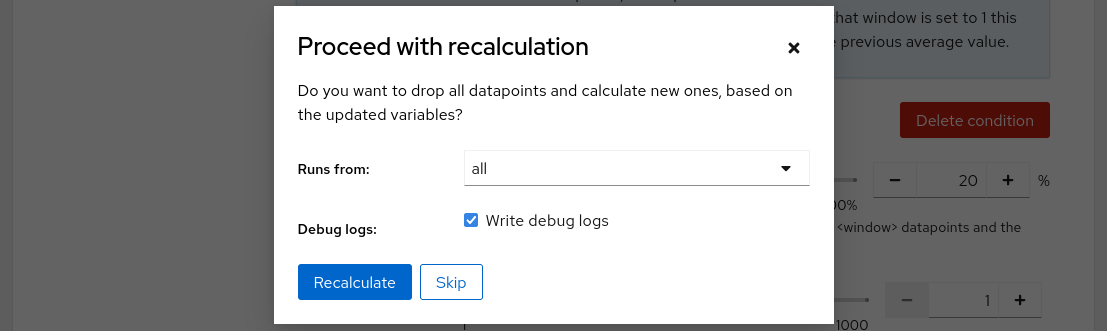 Proceed with recalculation
Do you want to drop all datapoints and calculate new ones, based on
the updated variables?
Runs from:
all
Debug logs:
Write debug logs
Recalculate
Skip
hat window is set to 1 this
previous average value.
Delete condition
20
%
00%
<window> datapoints and the
1
1000